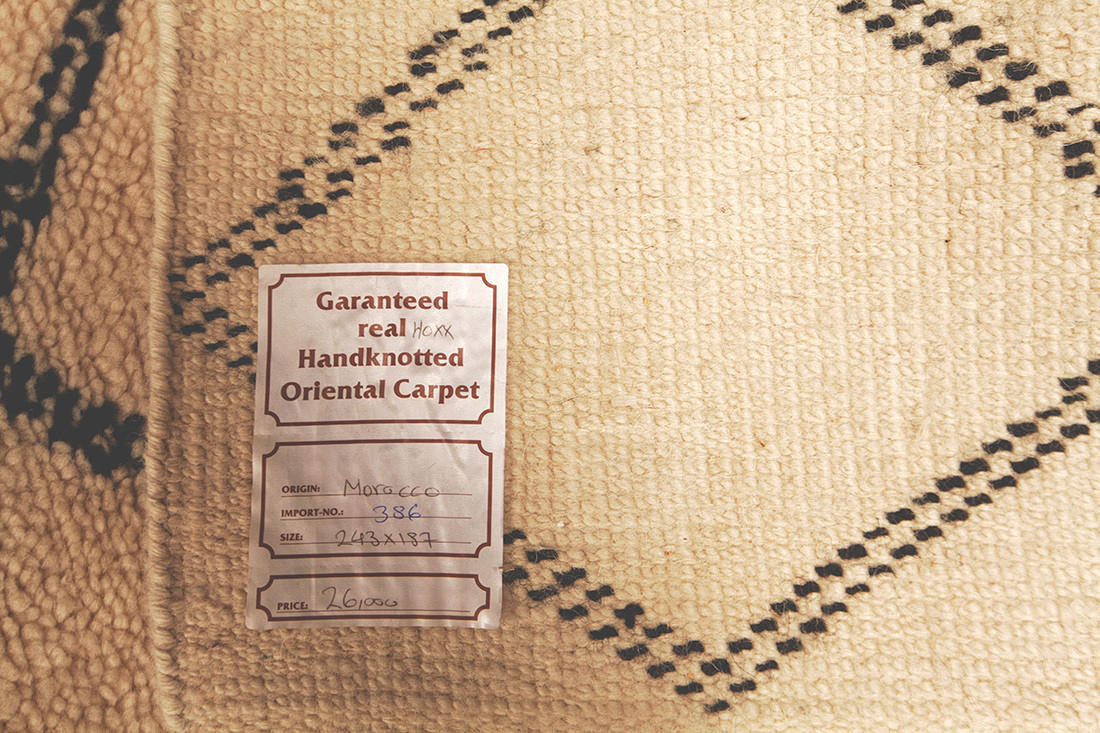 Garanteed
real Hoxx
Handknotted
Oriental Carpet
ORIGIN: Morocco
IMPORT-NO.: 386
SIZE: 243x187
PRICE: 26,000